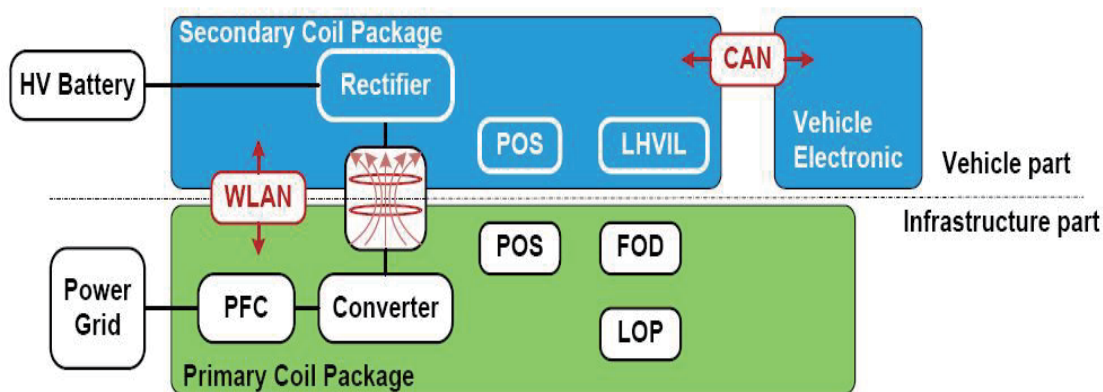 Secondary Coil Package
HV Battery
Rectifier
CAN
POS
LHVIL
Vehicle
Electronic
Vehicle part
WLAN
Infrastructure part
POS
FOD
Power
Grid
PFC
Converter
LOP
Primary Coil Package